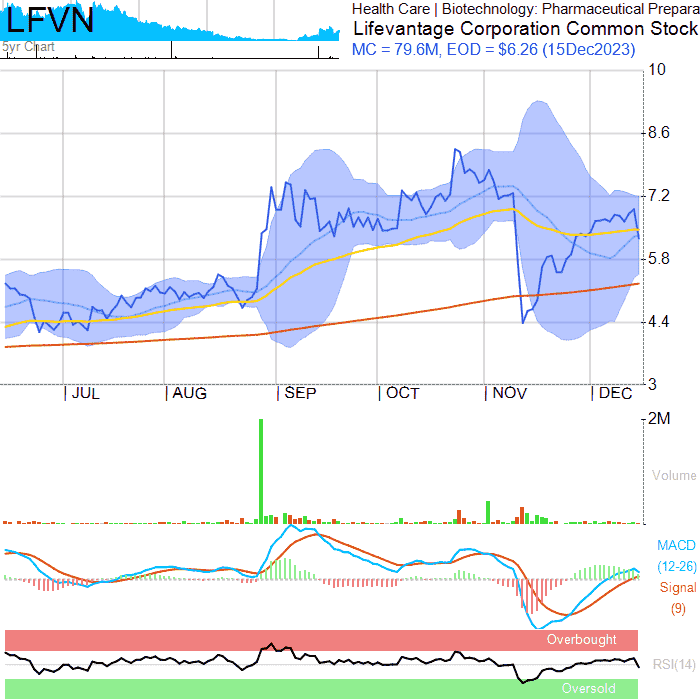 LFVN
5yr Chart
Health Care | Biotechnology: Pharmaceutical Prepara
Lifevantage Corporation Common Stock
MC = 79.6M, EOD = $6.26 (15Dec2023)
10
8.6
7.2
5.8
4.4
3
JUL AUG SEP OCT NOV DEC
2M
Volume
MACD
(12-26)
Signal
(9)
Overbought
RSI(14)
Oversold